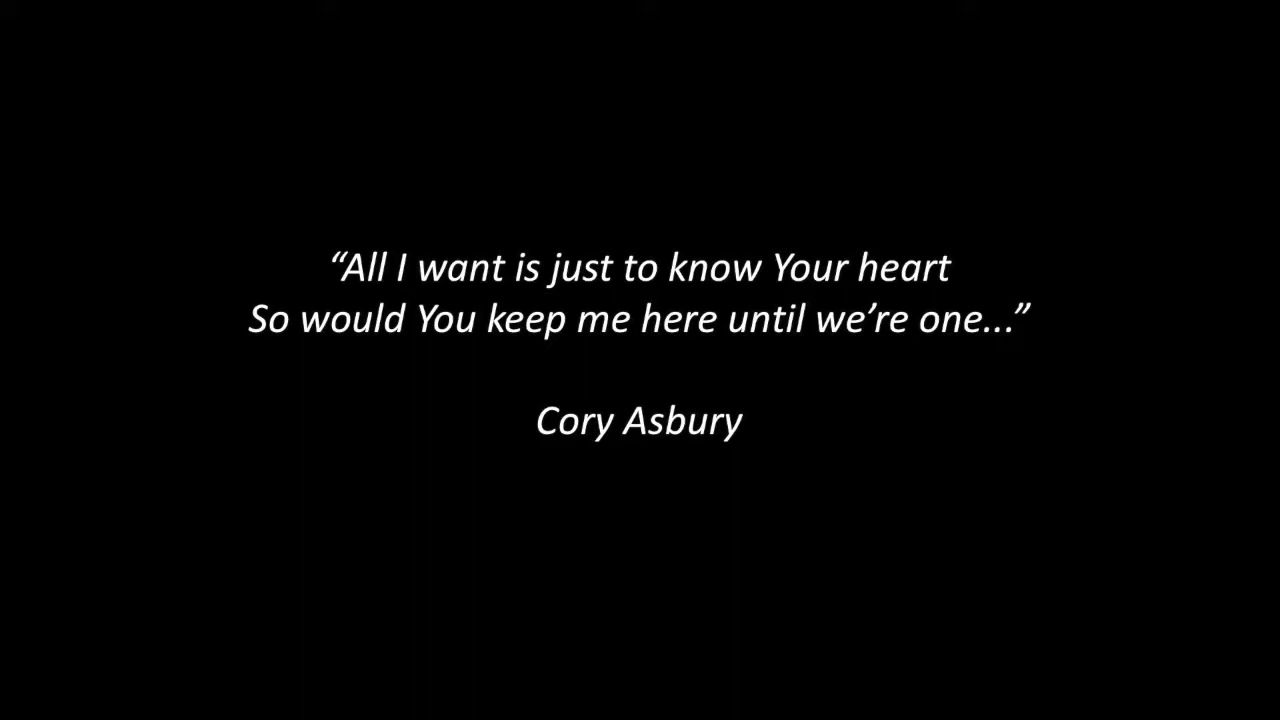 “All I want is just to know Your heart
So would You keep me here until we’re one...”
Cory Asbury